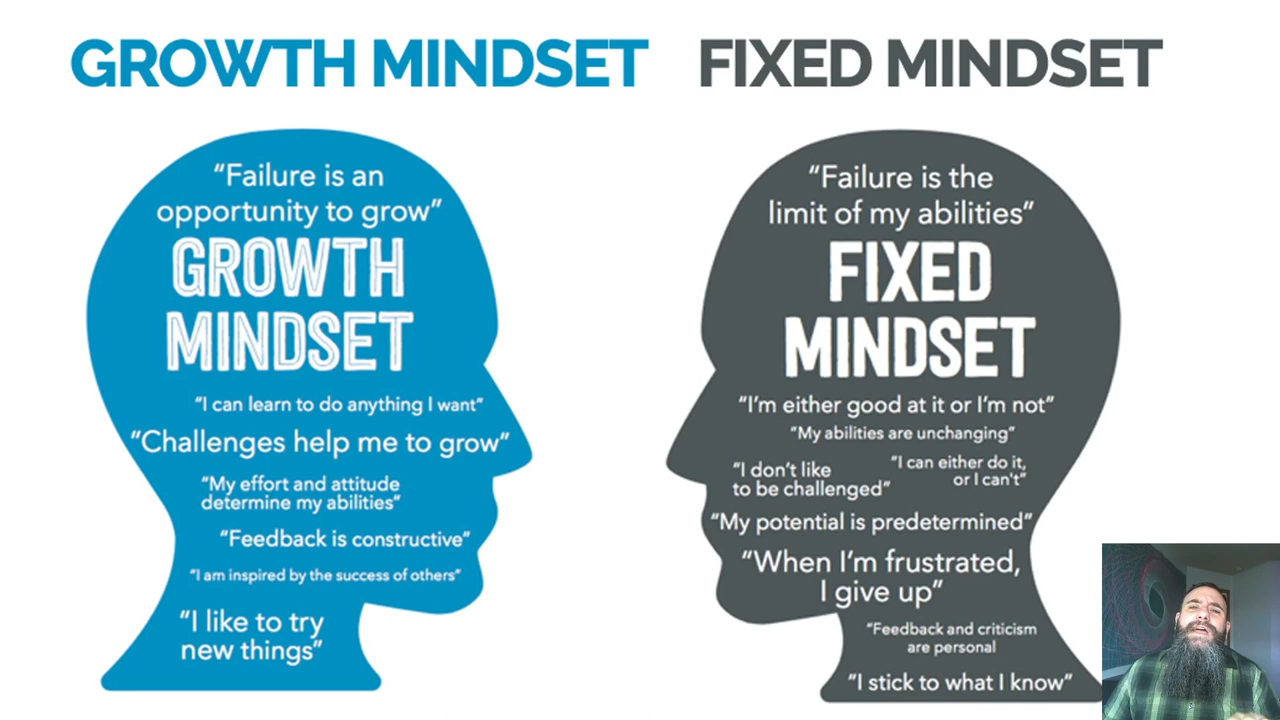 GROWTH MINDSET
FIXED MINDSET
“Failure is an
opportunity to grow”
GROWTH
MINDSET
“I can learn to do anything I want”
“Challenges help me to grow”
“My effort and attitude
determine my abilities”
“Feedback is constructive”
“I am inspired by the success of others”
“I like to try
new things”
“Failure is the
limit of my abilities”
FIXED
MINDSET
“I’m either good at it or I’m not”
“My abilities are unchanging”
“I don’t like
to be challenged”
“I can either do it,
or I can't”
“My potential is predetermined”
“When I’m frustrated,
I give up”
“Feedback and criticism
are personal
“I stick to what I know”